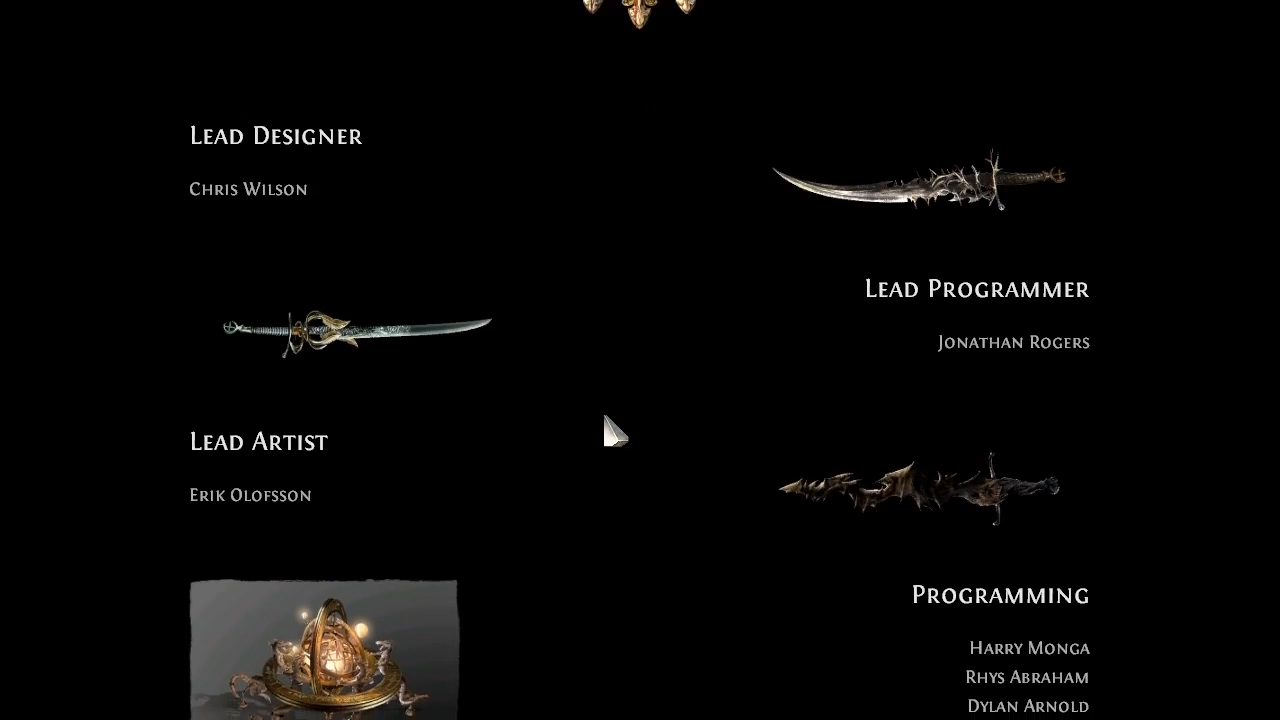 Lead Designer
Chris Wilson
Lead Programmer
Jonathan Rogers
Lead Artist
Erik Olofsson
Programming
Harry Monga
Rhys Abraham
Dylan Arnold